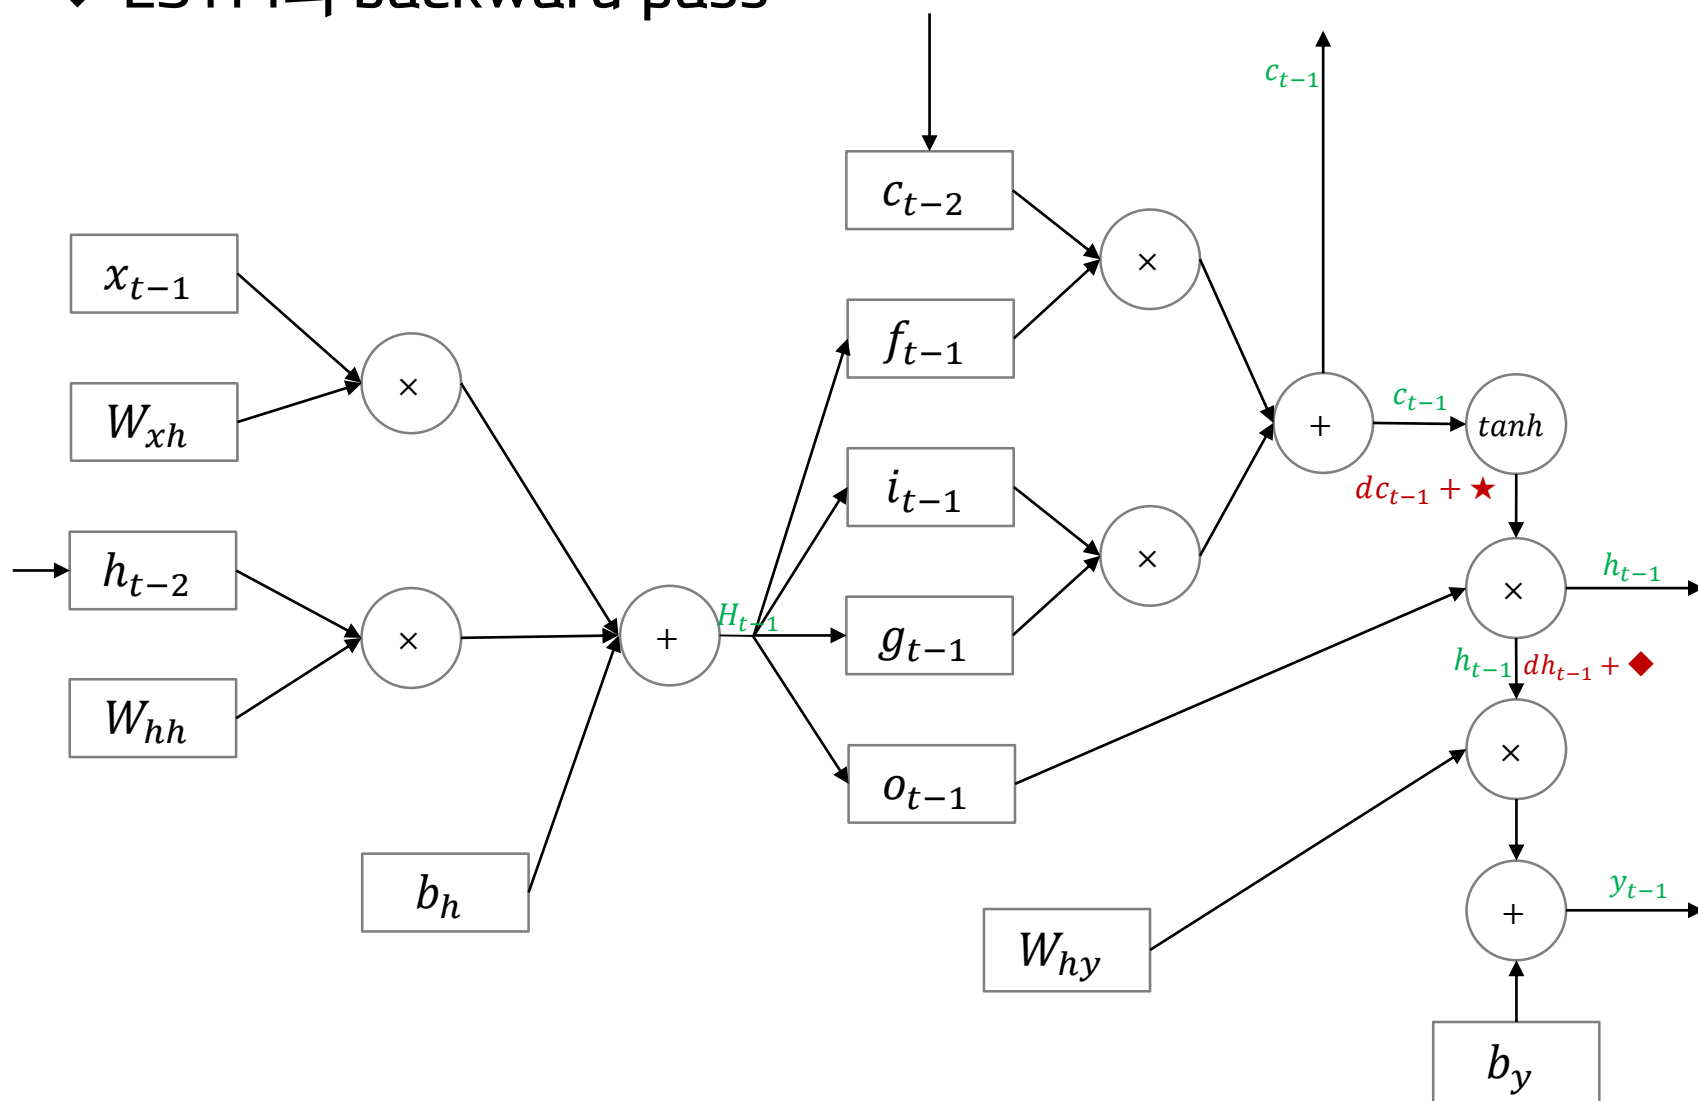 ❖ LSTM의 backward pass
c_{t−1}
c_{t−2}
x_{t−1}
×
f_{t−1}
×
W_{xh}
c_{t−1}
+
tanh
i_{t−1}
dc_{t−1} + ★
h_{t−2}
×
h_{t−1}
×
H_{t−1}
×
+
g_{t−1}
h_{t−1}
dh_{t−1} + ◆
W_{hh}
×
o_{t−1}
b_h
y_{t−1}
+
W_{hy}
b_y